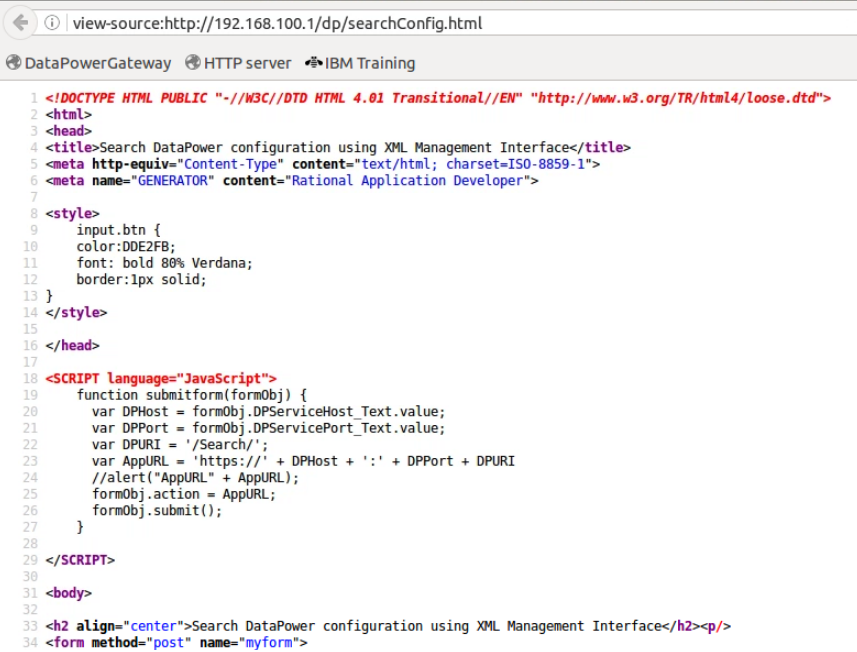 view-source:http://192.168.100.1/dp/searchConfig.html
DataPowerGateway HTTP server IBM Training
1 <!DOCTYPE HTML PUBLIC "-//W3C//DTD HTML 4.01 Transitional//EN" "http://www.w3.org/TR/html4/loose.dtd">
2 <html>
3 <head>
4 <title>Search DataPower configuration using XML Management Interface</title>
5 <meta http-equiv="Content-Type" content="text/html; charset=ISO-8859-1">
6 <meta name="GENERATOR" content="Rational Application Developer">
7
8 <style>
9     input.btn {
10     color:DDE2FB;
11     font: bold 80% Verdana;
12     border:1px solid;
13 }
14 </style>
15
16 </head>
17
18 <SCRIPT language="JavaScript">
19     function submitform(formObj) {
20       var DPHost = formObj.DPServiceHost_Text.value;
21       var DPPort = formObj.DPServicePort_Text.value;
22       var DPURI = '/Search/';
23       var AppURL = 'https://' + DPHost + ':' + DPPort + DPURI
24       //alert("AppURL" + AppURL);
25       formObj.action = AppURL;
26       formObj.submit();
27     }
28
29 </SCRIPT>
30
31 <body>
32
33 <h2 align="center">Search DataPower configuration using XML Management Interface</h2><p/>
34 <form method="post" name="myform">